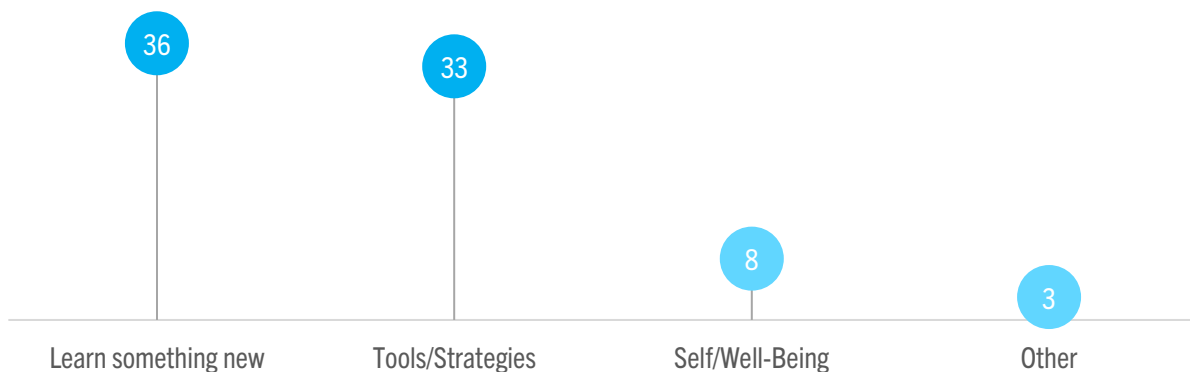 36
33
8
3
Learn something new
Tools/Strategies
Self/Well-Being
Other